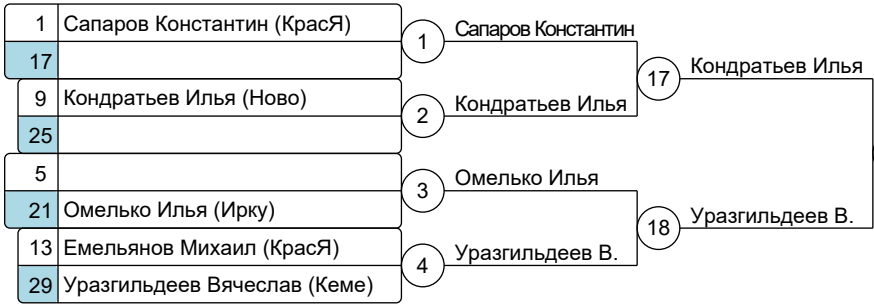 1 Сапаров Константин (КрасЯ)
17
1 Сапаров Константин
9 Кондратьев Илья (Ново)
25
2 Кондратьев Илья
17 Кондратьев Илья
5
21 Омелько Илья (Ирку)
3 Омелько Илья
13 Емельянов Михаил (КрасЯ)
29 Уразгильдеев Вячеслав (Кеме)
4 Уразгильдеев В.
18 Уразгильдеев В.